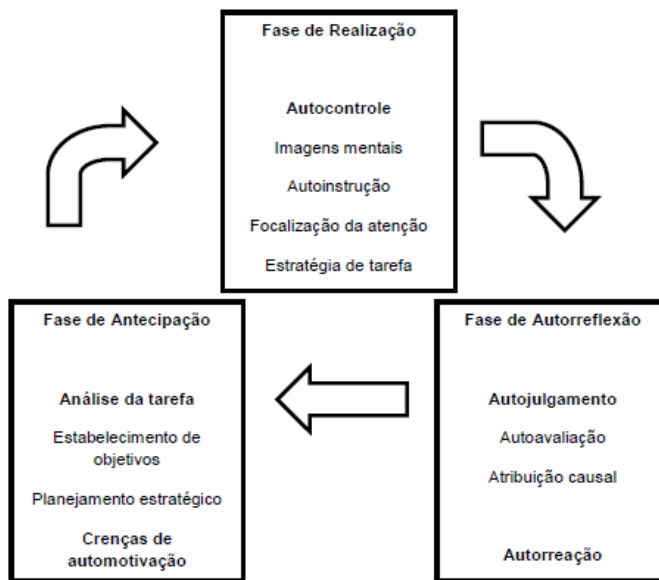 Fase de Realização
Autocontrole
Imagens mentais
Autoinstrução
Focalização da atenção
Estratégia de tarefa
Fase de Antecipação
Análise da tarefa
Estabelecimento de
objetivos
Planejamento estratégico
Crenças de
automotivação
Fase de Autorreflexão
Autojulgamento
Autoavaliação
Atribuição causal
Autorreação